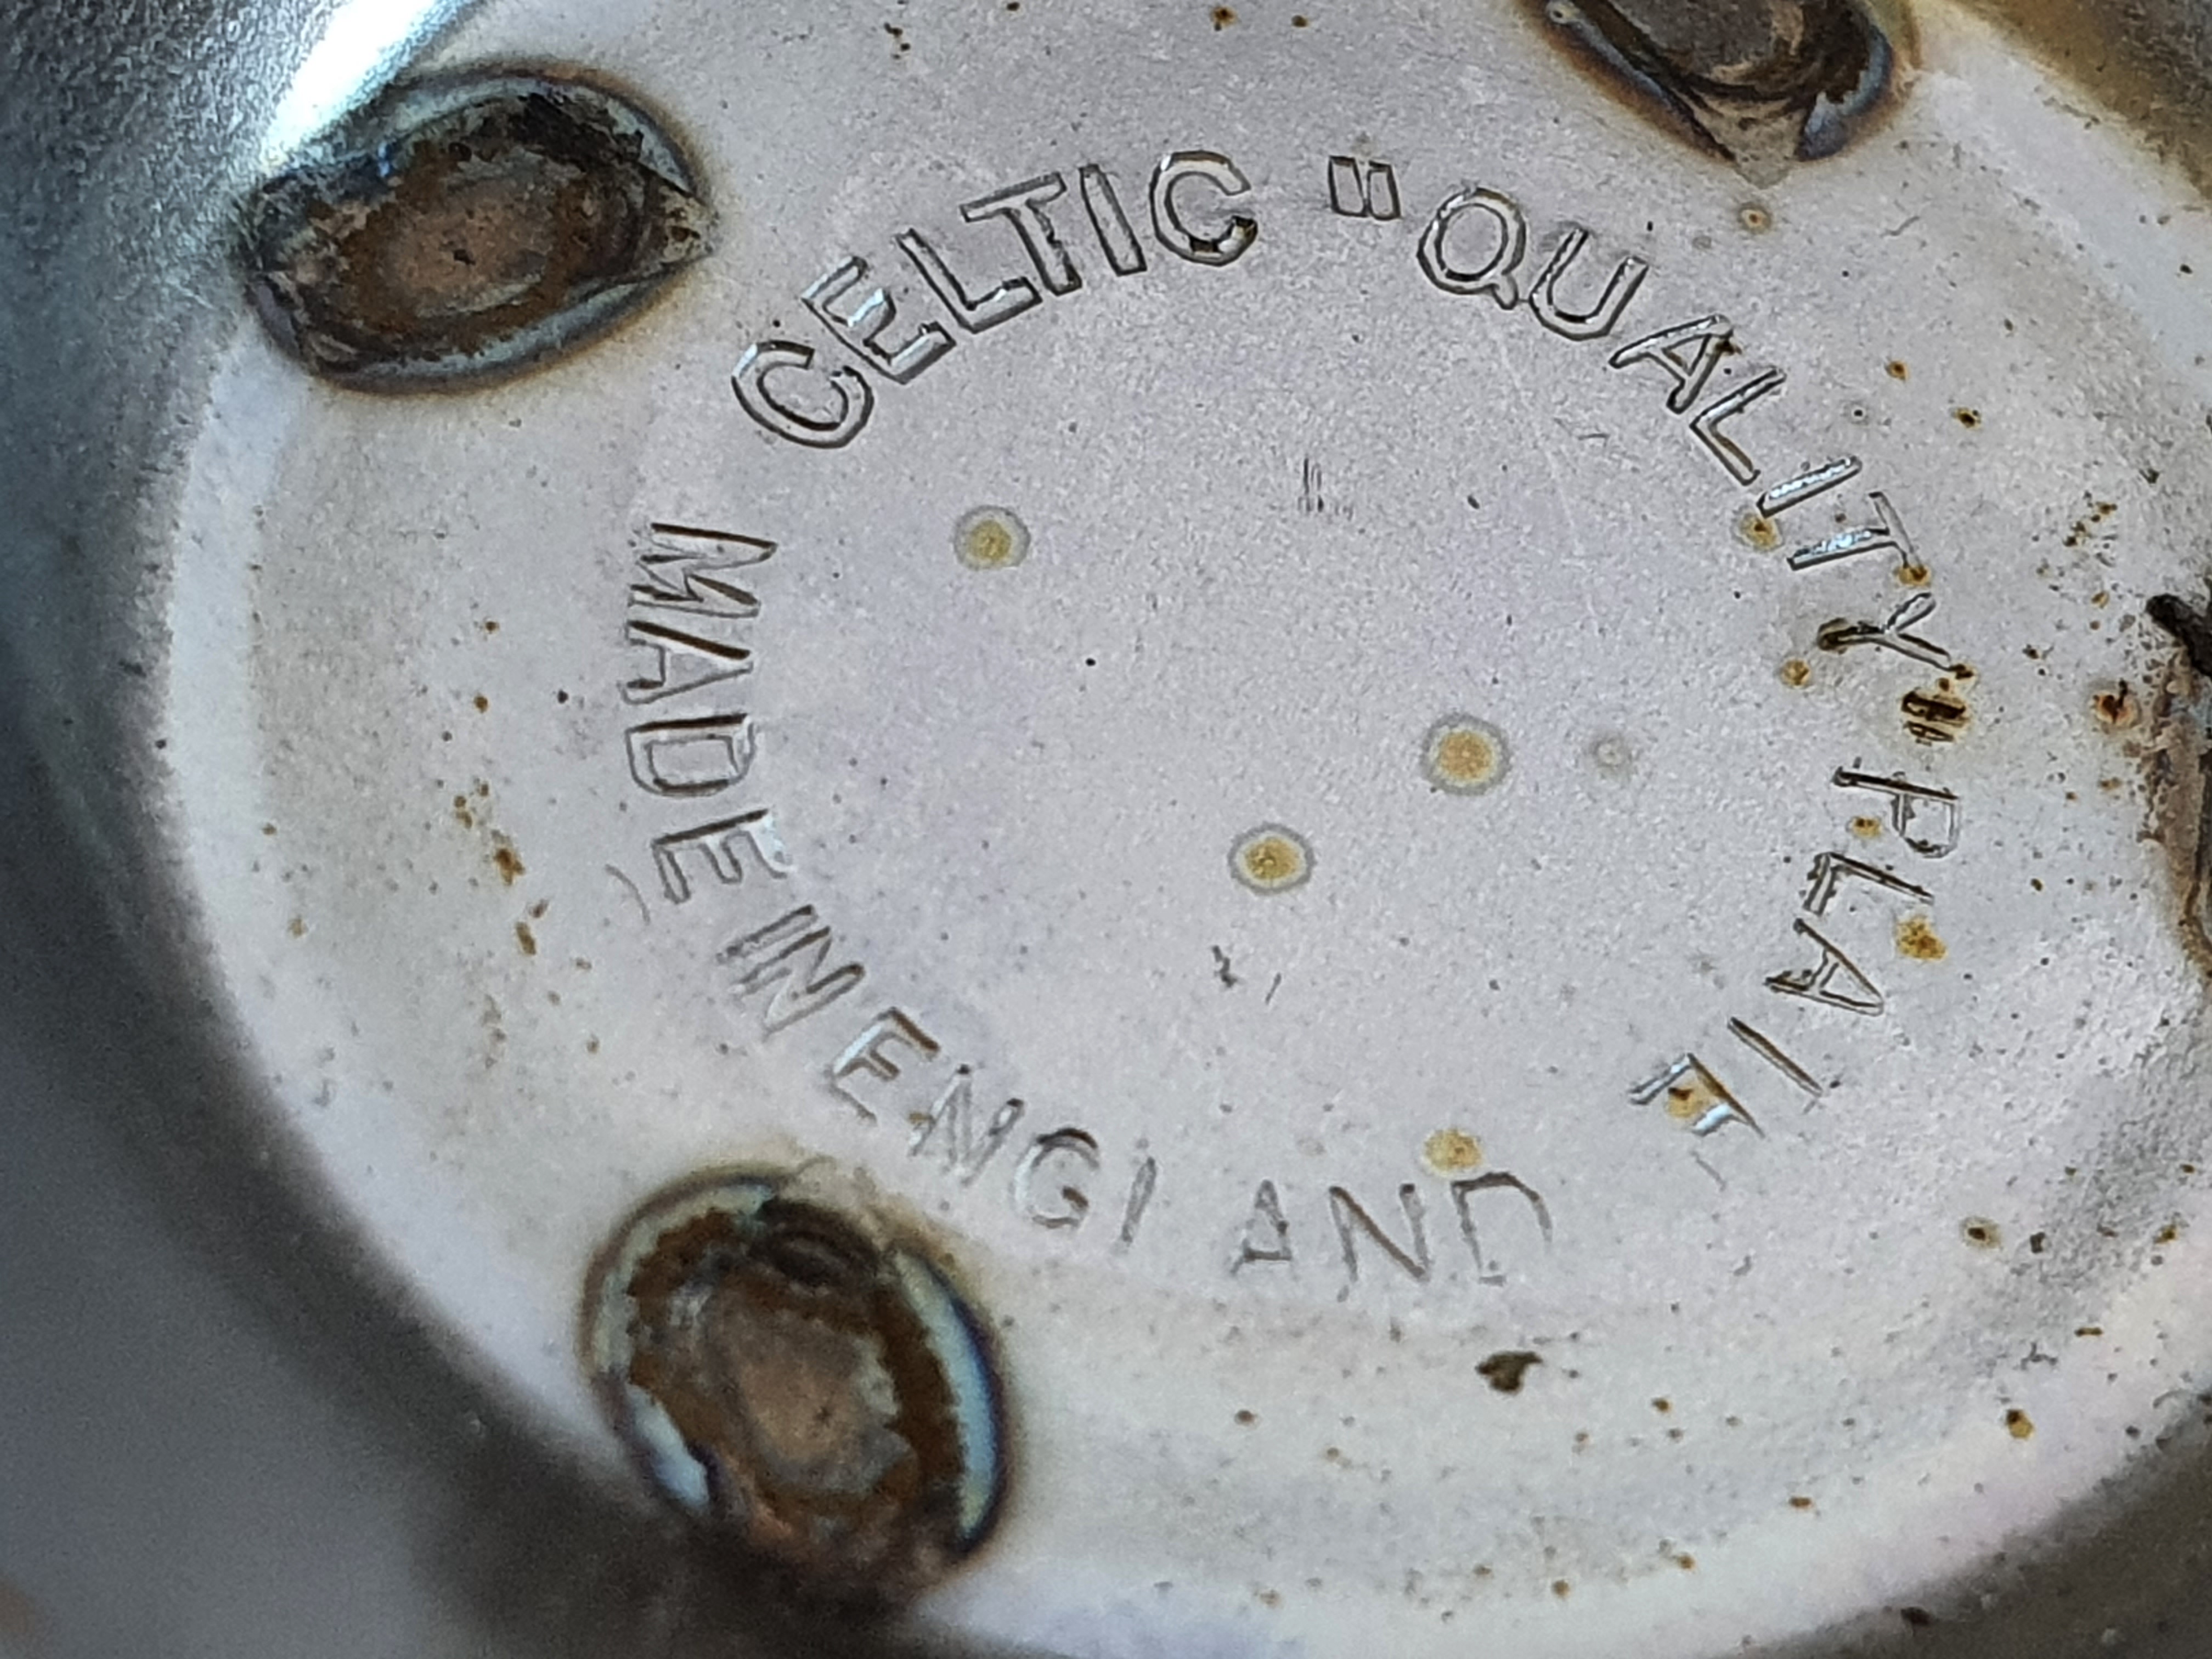 CELTIC "QUALITY" PLATE
MADE IN ENGLAND